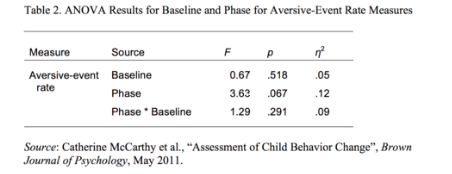 Table 2. ANOVA Results for Baseline and Phase for Aversive-Event Rate Measures
Measure Source F p η²
Aversive-event Baseline 0.67 .518 .05
rate
Phase 3.63 .067 .12
Phase * Baseline 1.29 .291 .09
Source: Catherine McCarthy et al., “Assessment of Child Behavior Change”, Brown
Journal of Psychology, May 2011.